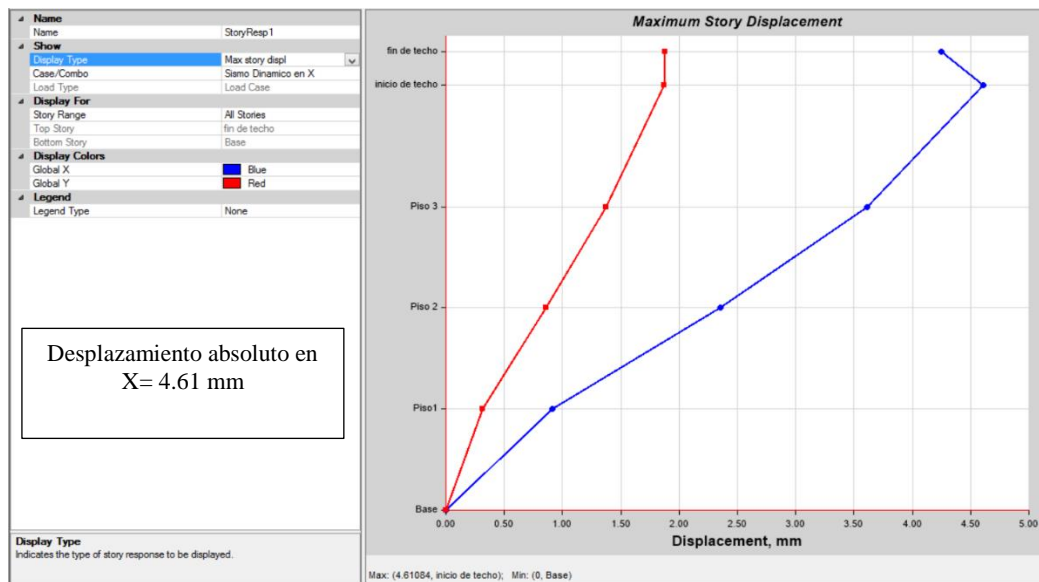 Name
Name StoryResp1
Show
Display Type Max story displ
Case/Combo Sismo Dinamico en X
Load Type Load Case
Display For
Story Range All Stories
Top Story fin de techo
Bottom Story Base
Display Colors
Global X Blue
Global Y Red
Legend
Legend Type None
Desplazamiento absoluto en
X= 4.61 mm
Display Type
Indicates the type of story response to be displayed.
Maximum Story Displacement
fin de techo
inicio de techo
Piso 3
Piso 2
Piso1
Base
0.00 0.50 1.00 1.50 2.00 2.50 3.00 3.50 4.00 4.50 5.00
Displacement, mm
Max: (4.61084, inicio de techo); Min: (0, Base)